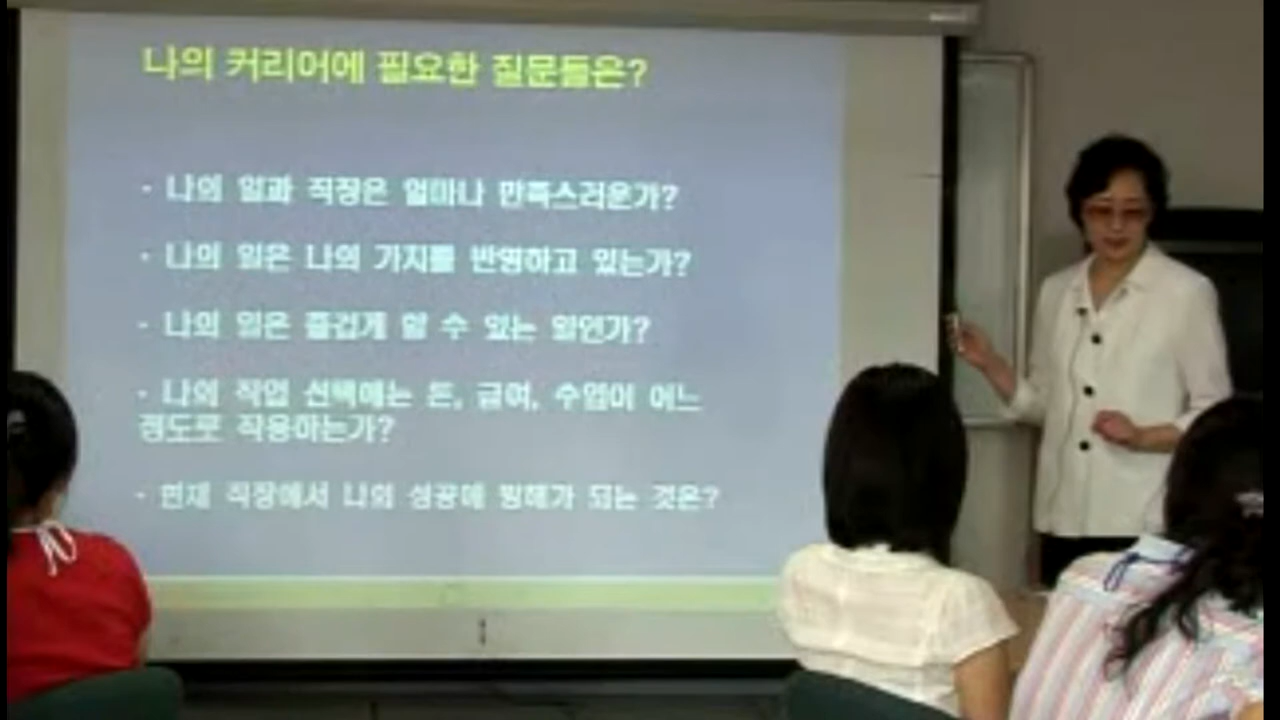 나의 커리어에 필요한 질문들은?
- 나의 일과 직장은 얼마나 만족스러운가?
- 나의 일은 나의 가치를 반영하고 있는가?
- 나의 일은 즐겁게 할 수 있는 일인가?
- 나의 직업 선택에는 돈, 급여, 수입이 어느
정도로 작용하는가?
- 현재 직장에서 나의 성공에 방해가 되는 것은?